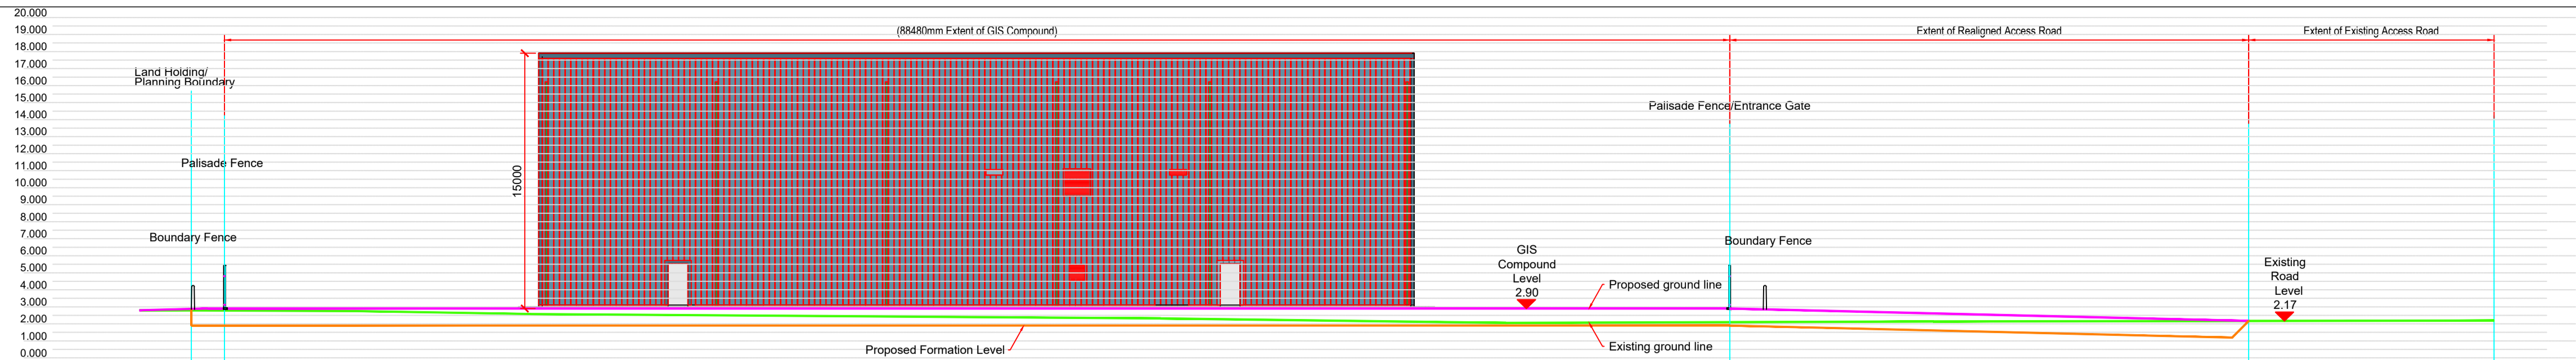 20.000
19.000
18.000
17.000
16.000
15.000
14.000
13.000
12.000
11.000
10.000
9.000
8.000
7.000
6.000
5.000
4.000
3.000
2.000
1.000
0.000
(88480mm Extent of GIS Compound)
Extent of Realigned Access Road
Extent of Existing Access Road
Land Holding/
Planning Boundary
Palisade Fence
Boundary Fence
15000
Palisade Fence/Entrance Gate
Boundary Fence
GIS
Compound
Level
2.90
Proposed ground line
Existing
Road
Level
2.17
Proposed Formation Level
Existing ground line